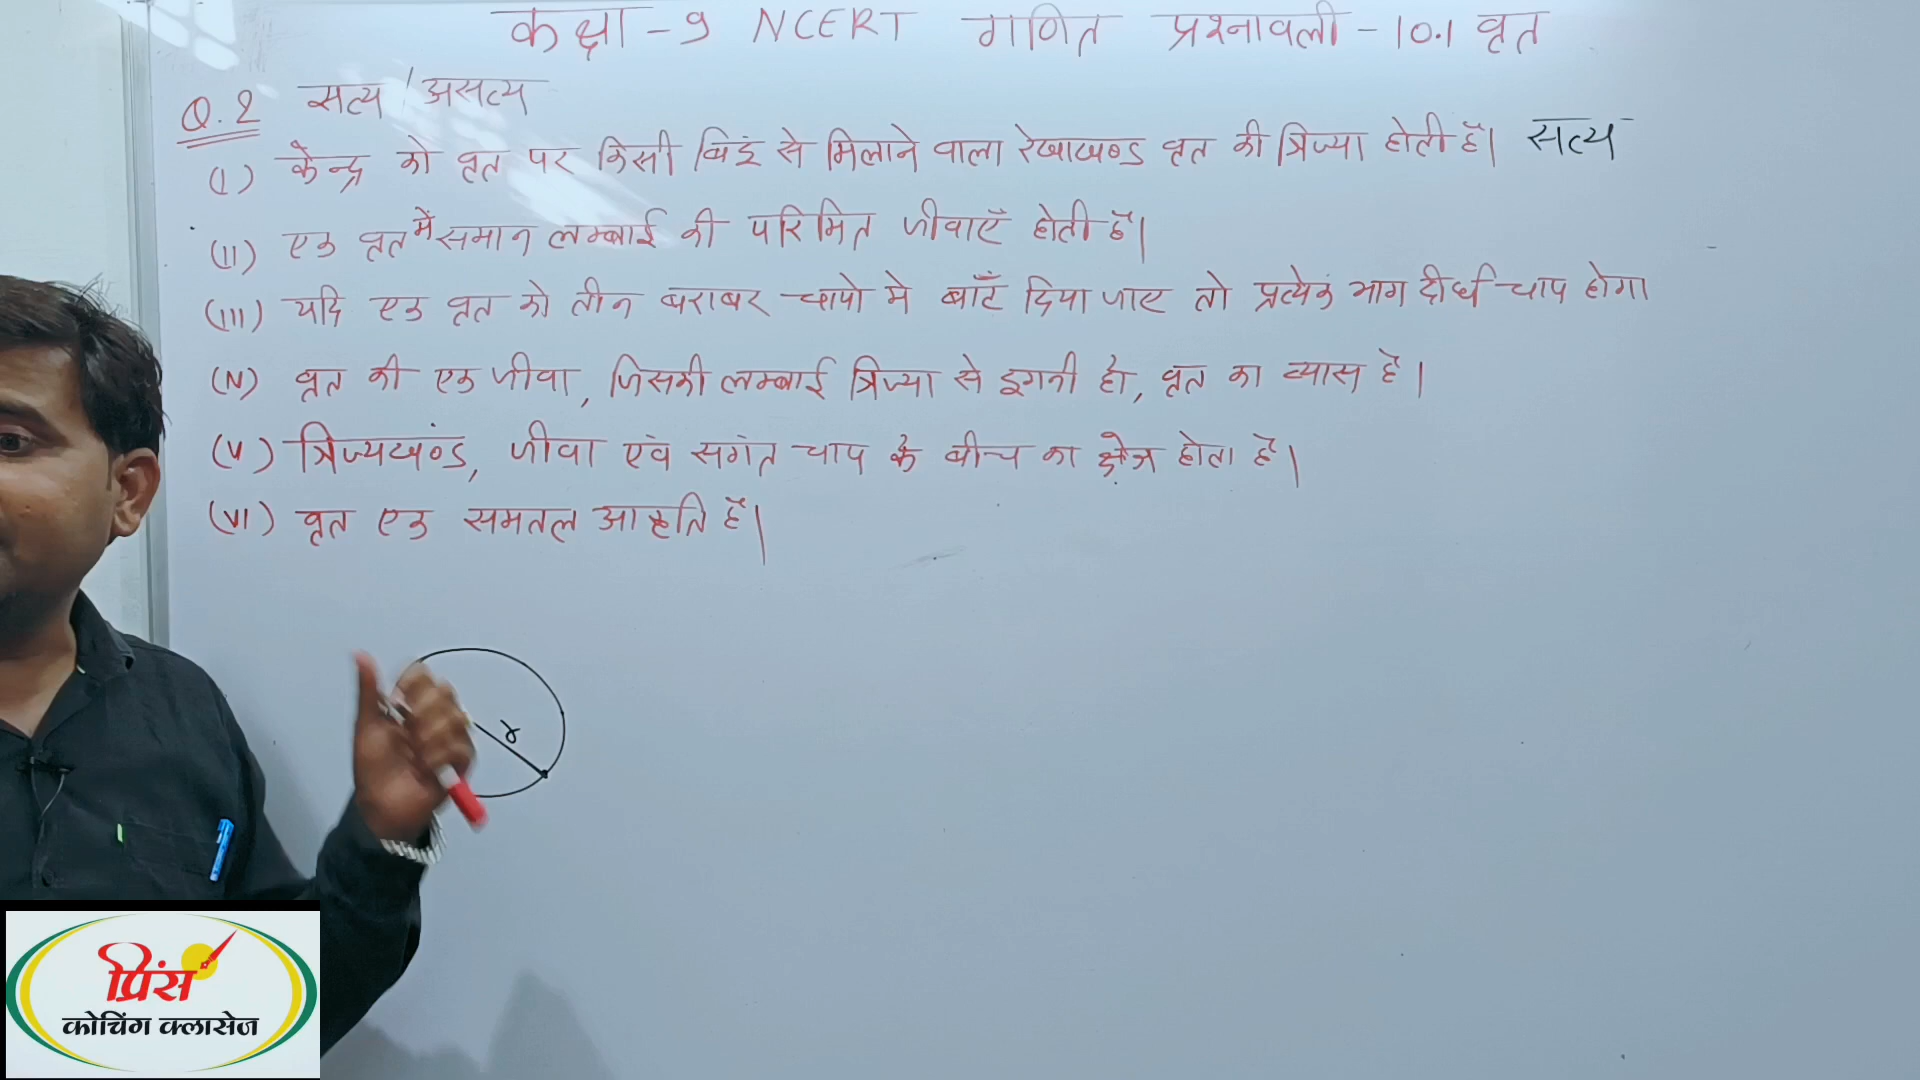 कक्षा - 9 NCERT गणित प्रश्नावली - 10.1 वृत
Q.2 सत्य / असत्य
(I) केन्द्र को वृत पर किसी बिंदु से मिलाने वाला रेखाखण्ड वृत की त्रिज्या होती है। सत्य
(II) एक वृत में समान लम्बाई की परिमित जीवाएँ होती है।
(III) यदि एक वृत को तीन बराबर चापो मे बाँट दिया जाए तो प्रत्येक भाग दीर्घ चाप होगा
(IV) वृत की एक जीवा, जिसकी लम्बाई त्रिज्या से दुगनी हो, वृत का व्यास है।
(V) त्रिज्यखंण्ड, जीवा एवं सगंत चाप के बीच का क्षेत्र होता है।
(VI) वृत एक समतल आकृति है।
r
प्रिंस
कोचिंग क्लासेज